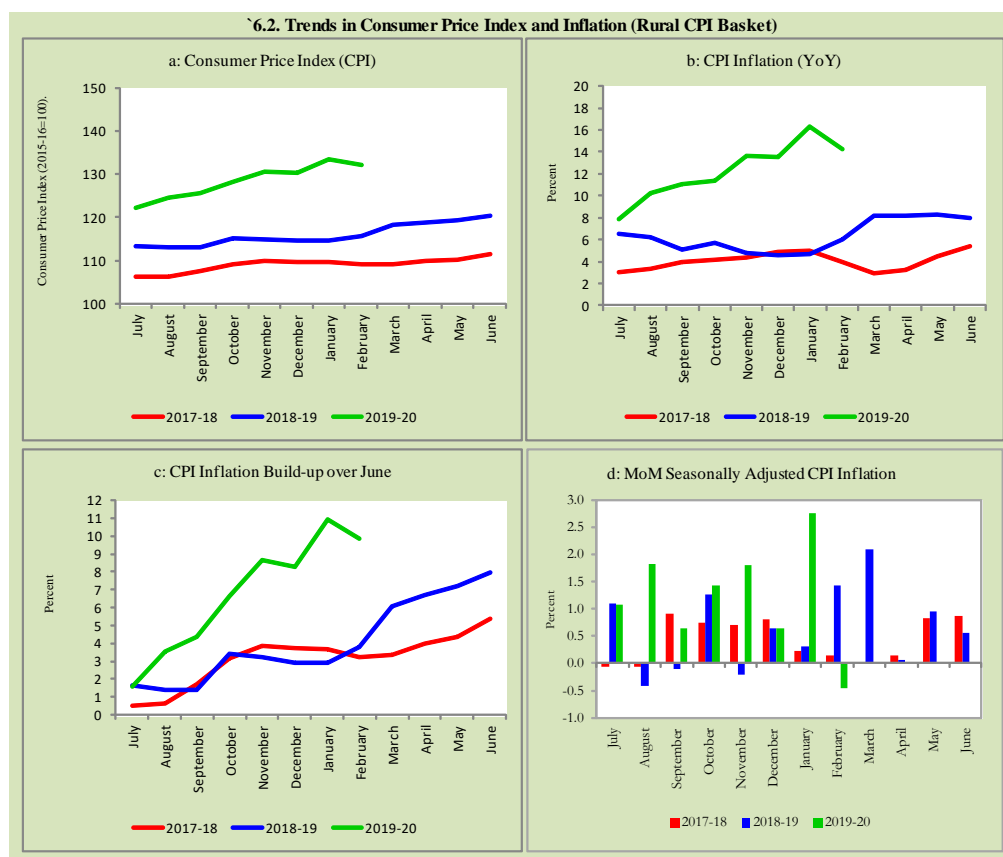 `6.2. Trends in Consumer Price Index and Inflation (Rural CPI Basket)
a: Consumer Price Index (CPI)
Consumer Price Index (2015-16=100).
150
140
130
120
110
100
July
August
September
October
November
December
January
February
March
April
May
June
2017-18 2018-19 2019-20
b: CPI Inflation (YoY)
Percent
20
18
16
14
12
10
8
6
4
2
0
July
August
September
October
November
December
January
February
March
April
May
June
2017-18 2018-19 2019-20
c: CPI Inflation Build-up over June
Percent
12
11
10
9
8
7
6
5
4
3
2
1
0
July
August
September
October
November
December
January
February
March
April
May
June
2017-18 2018-19 2019-20
d: MoM Seasonally Adjusted CPI Inflation
Percent
3.0
2.5
2.0
1.5
1.0
0.5
0.0
-0.5
-1.0
July
August
September
October
November
December
January
February
March
April
May
June
2017-18 2018-19 2019-20